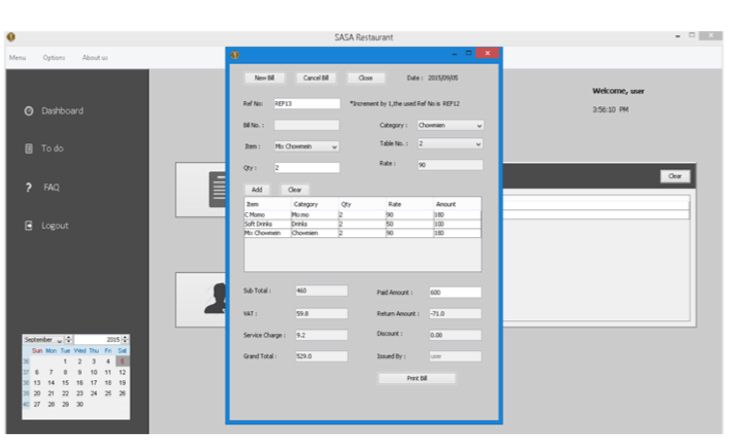 SASA Restaurant
Menu Options About us
New Bill Cancel Bill Close Date : 2015/09/05
Welcome, user
3:56:10 PM
Ref No: REF13 *Increment by 1,the used Ref No is REF12
Dashboard
Bill No. : Category : Chowmien
To do
Item : Mix Chowmein Table No. : 2
Qty : 2 Rate : 90
Clear
FAQ
Add Clear
Item Category Qty Rate Amount
C Momo Mo:mo 2 90 180
Soft Drinks Drinks 2 50 100
Mix Chowmein Chowmien 2 90 180
Logout
Sub Total : 460 Paid Amount : 600
VAT : 59.8 Return Amount : -71.0
Service Charge : 9.2 Discount : 0.00
Grand Total : 529.0 Issued By : user
Print Bill
September 2015
Sun Mon Tue Wed Thu Fri Sat
36 1 2 3 4 5
37 6 7 8 9 10 11 12
38 13 14 15 16 17 18 19
39 20 21 22 23 24 25 26
40 27 28 29 30